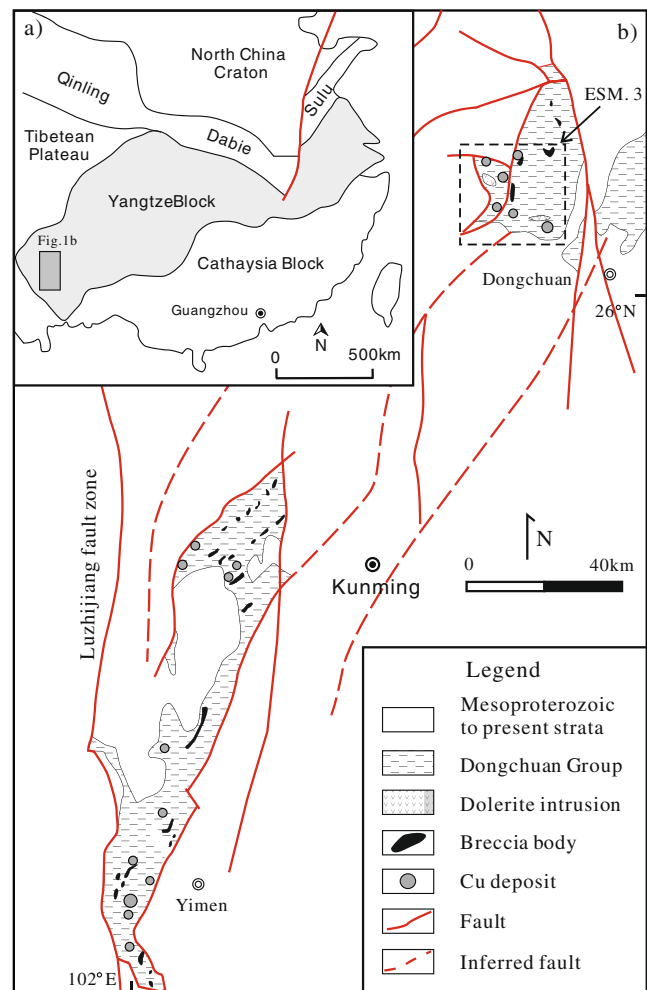 a)
North China
Craton
Qinling
Sulu
Dabie
Tibetean
Plateau
YangtzeBlock
Fig.1b
Cathaysia Block
Guangzhou
N
0
500km
b)
ESM. 3
Dongchuan
26°N
Luzhijiang fault zone
N
0
40km
Kunming
Yimen
102°E
Legend
Mesoproterozoic
to present strata
Dongchuan Group
Dolerite intrusion
Breccia body
Cu deposit
Fault
Inferred fault